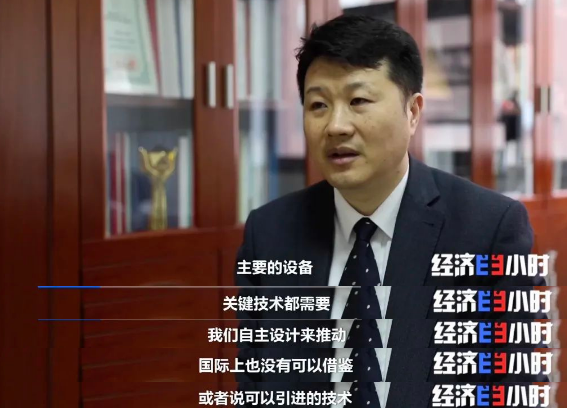 主要的设备
经济半小时
关键技术都需要
经济半小时
我们自主设计来推动
经济半小时
国际上也没有可以借鉴
经济半小时
或者说可以引进的技术
经济半小时